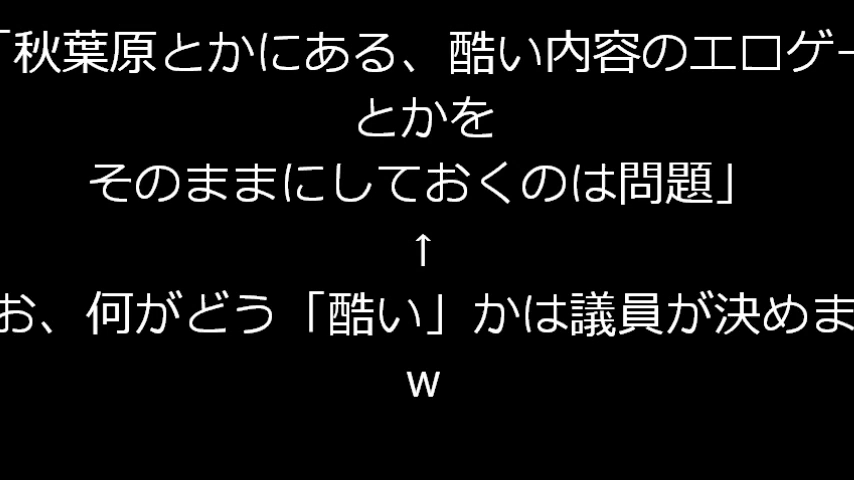 「秋葉原とかにある、酷い内容のエロゲー
とかを
そのままにしておくのは問題」
↑
お、何がどう「酷い」かは議員が決めま
w